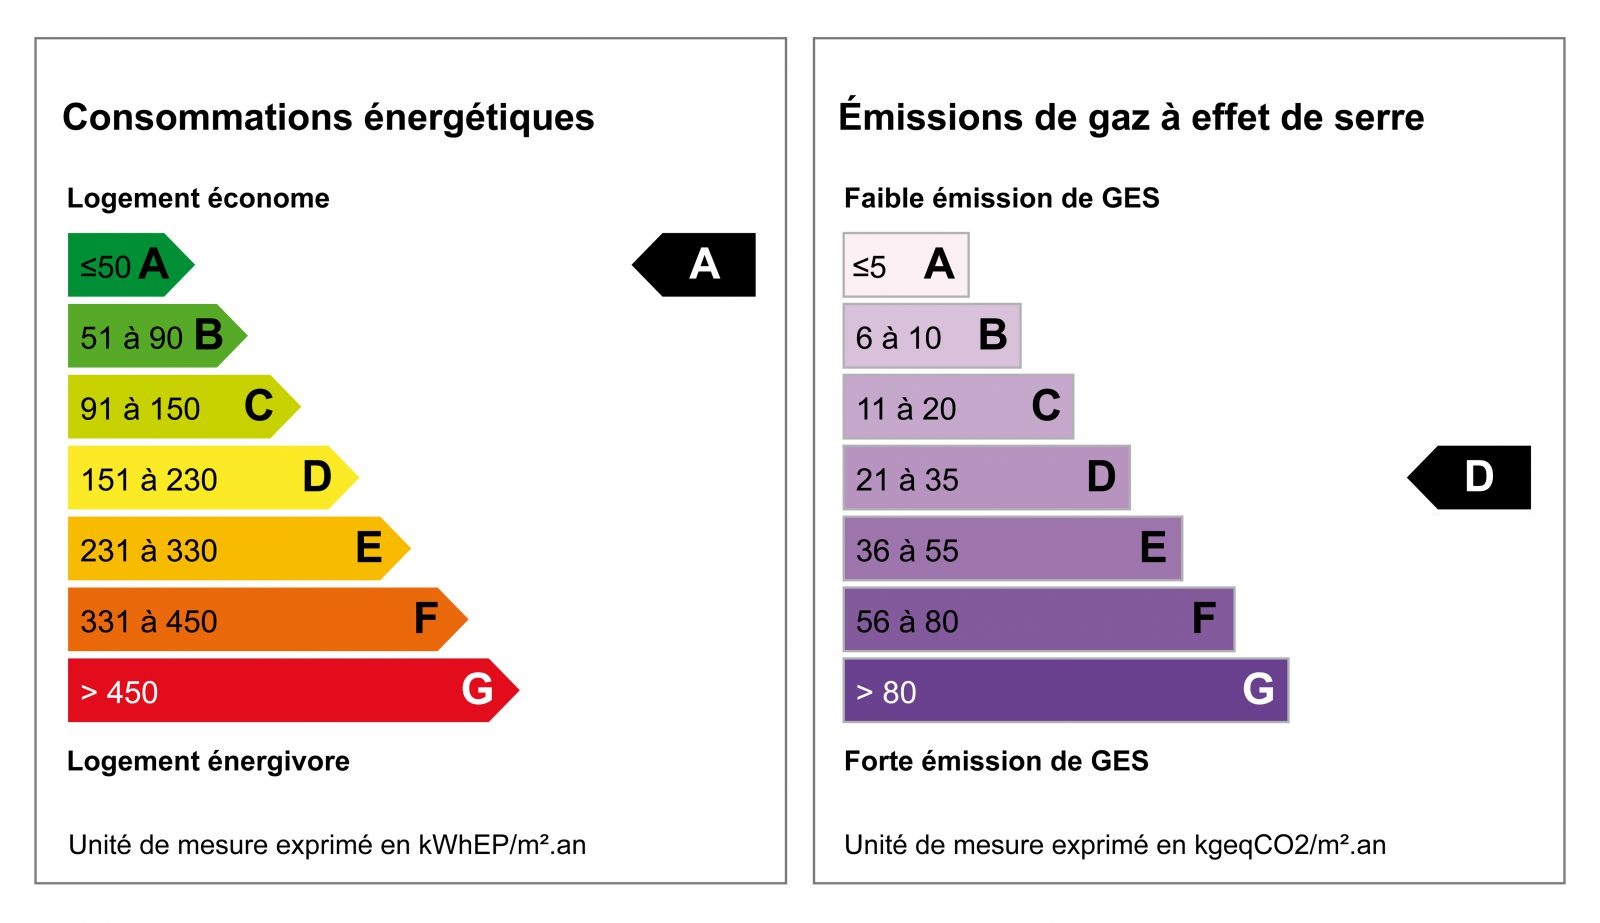 Consommations énergétiques
Logement économe
≤50 A
A
51 à 90 B
91 à 150 C
151 à 230 D
231 à 330 E
331 à 450 F
> 450 G
Logement énergivore
Unité de mesure exprimé en kWhEP/m².an
Émissions de gaz à effet de serre
Faible émission de GES
≤5 A
6 à 10 B
11 à 20 C
21 à 35 D
D
36 à 55 E
56 à 80 F
> 80 G
Forte émission de GES
Unité de mesure exprimé en kgeqCO2/m².an